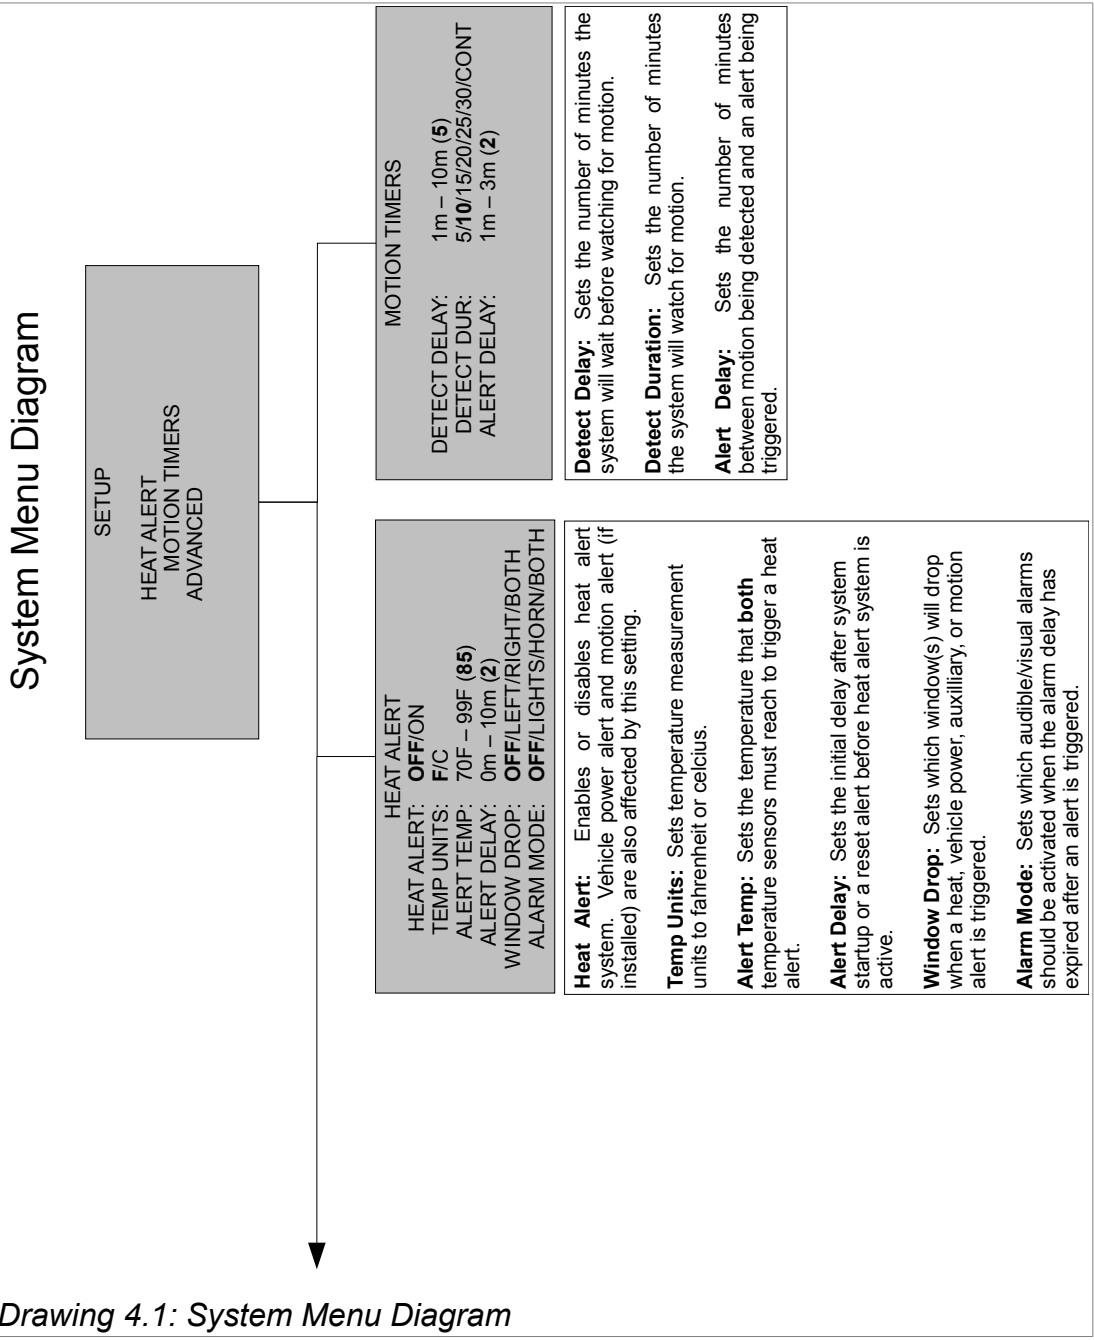 System Menu Diagram
SETUP
HEAT ALERT
MOTION TIMERS
ADVANCED
HEAT ALERT
HEAT ALERT: OFF/ON
TEMP UNITS: F/C
ALERT TEMP: 70F – 99F (85)
ALERT DELAY: 0m – 10m (2)
WINDOW DROP: OFF/LEFT/RIGHT/BOTH
ALARM MODE: OFF/LIGHTS/HORN/BOTH
Heat Alert: Enables or disables heat alert
system. Vehicle power alert and motion alert (if
installed) are also affected by this setting.
Temp Units: Sets temperature measurement
units to fahrenheit or celcius.
Alert Temp: Sets the temperature that both
temperature sensors must reach to trigger a heat
alert.
Alert Delay: Sets the initial delay after system
startup or a reset alert before heat alert system is
active.
Window Drop: Sets which window(s) will drop
when a heat, vehicle power, auxilliary, or motion
alert is triggered.
Alarm Mode: Sets which audible/visual alarms
should be activated when the alarm delay has
expired after an alert is triggered.
MOTION TIMERS
DETECT DELAY: 1m – 10m (5)
DETECT DUR: 5/10/15/20/25/30/CONT
ALERT DELAY: 1m – 3m (2)
Detect Delay: Sets the number of minutes the
system will wait before watching for motion.
Detect Duration: Sets the number of minutes
the system will watch for motion.
Alert Delay: Sets the number of minutes
between motion being detected and an alert being
triggered.
Drawing 4.1: System Menu Diagram